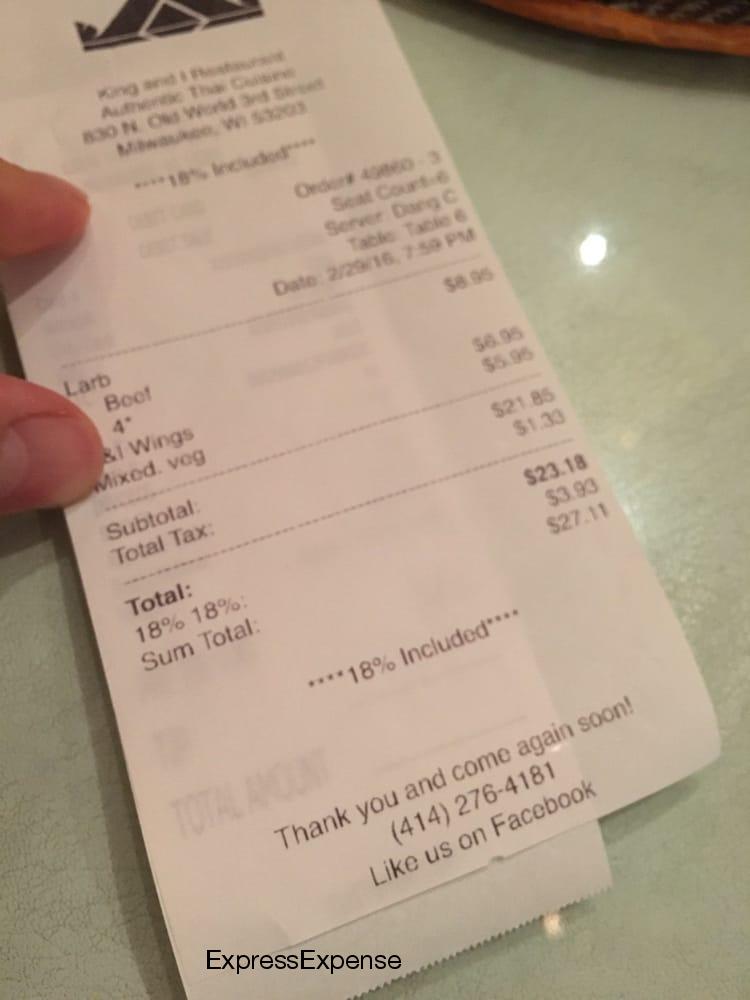 King and I Restaurant
Authentic Thai Cuisine
830 N. Old World 3rd Street
Milwaukee, WI 53203
****18% Included****
Order# 49860 - 3
Seat Count=6
Server: Dang C
Table: Table 6
Date: 2/29/16, 7:59 PM
Larb $8.95
Beef
4*
&I Wings $6.95
Mixed. veg $5.95
Subtotal: $21.85
Total Tax: $1.33
Total: $23.18
18% 18%: $3.93
Sum Total: $27.11
****18% Included****
TIP
TOTAL AMOUNT
Thank you and come again soon!
(414) 276-4181
Like us on Facebook
ExpressExpense